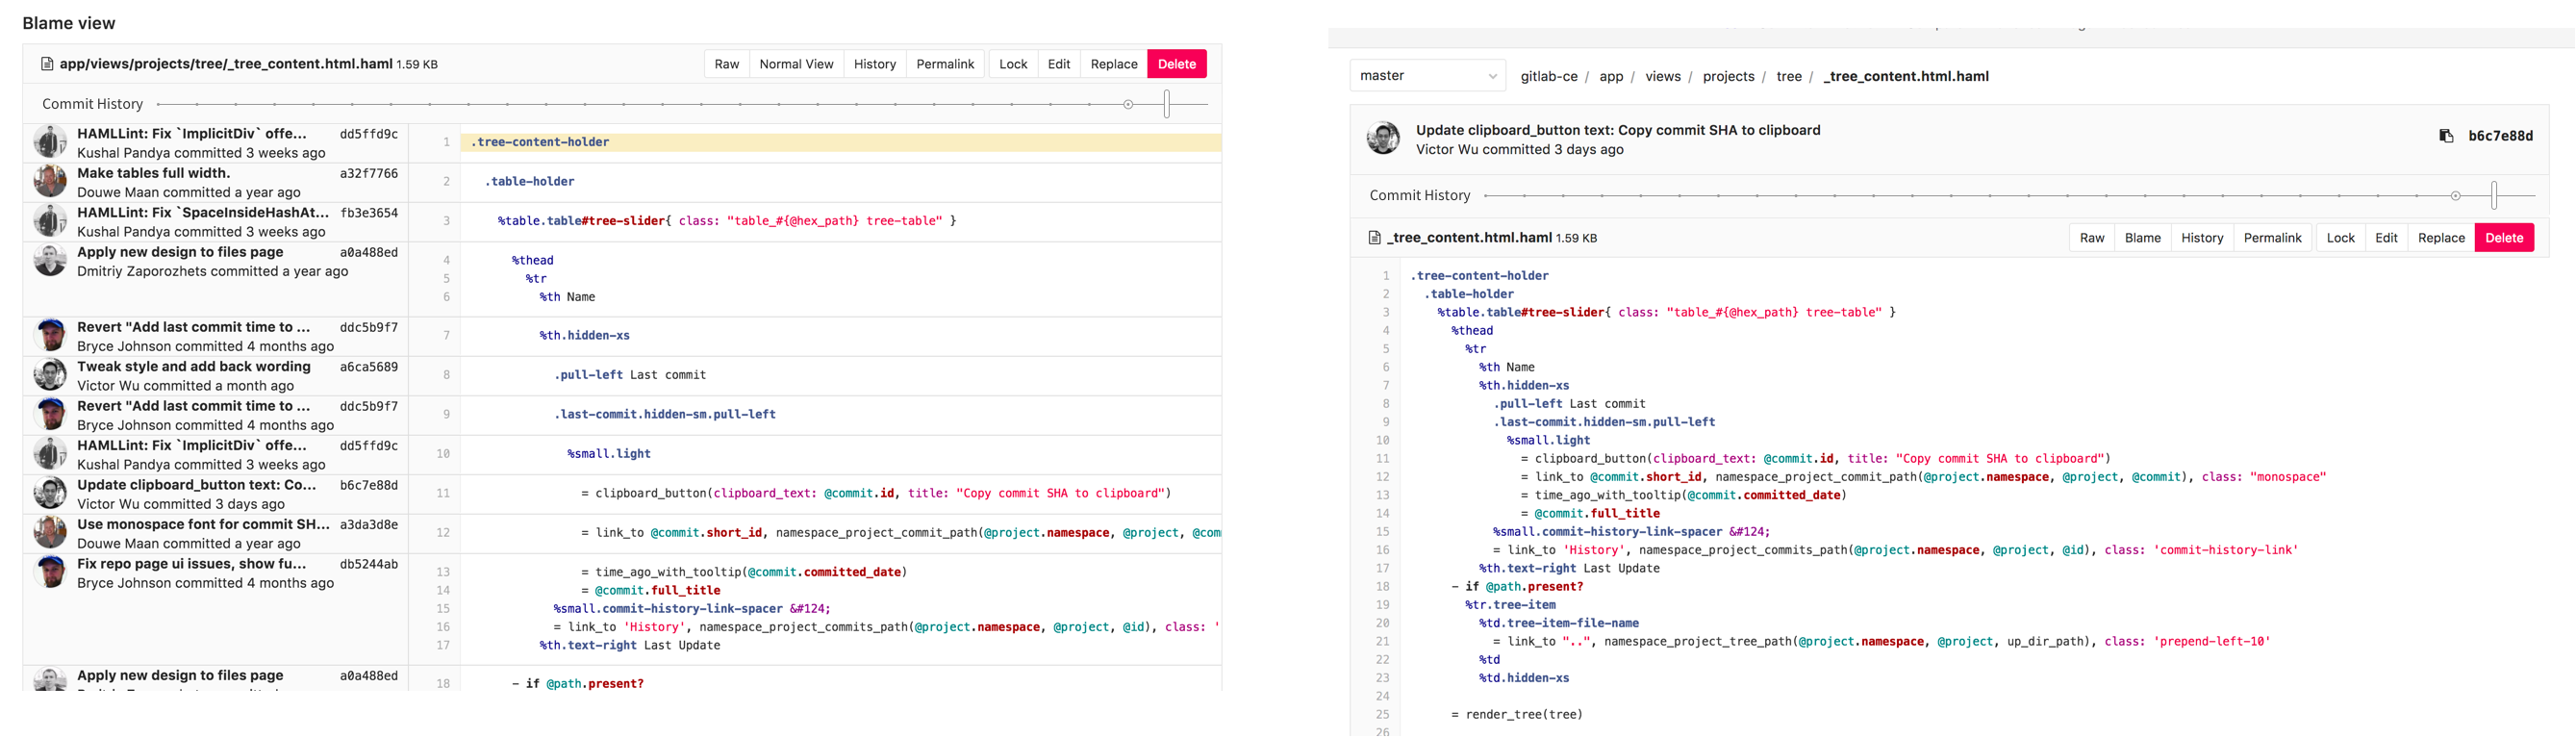 Blame view
app/views/projects/tree/_tree_content.html.haml 1.59 KB
Raw Normal View History Permalink Lock Edit Replace Delete
Commit History
HAMLLint: Fix `ImplicitDiv` offe... dd5ffd9c
Kushal Pandya committed 3 weeks ago
1 .tree-content-holder
Make tables full width. a32f7766
Douwe Maan committed a year ago
2 .table-holder
HAMLLint: Fix `SpaceInsideHashAt... fb3e3654
Kushal Pandya committed 3 weeks ago
3 %table.table#tree-slider{ class: "table_#{@hex_path} tree-table" }
Apply new design to files page a0a488ed
Dmitriy Zaporozhets committed a year ago
4 %thead
5 %tr
6 %th Name
Revert "Add last commit time to ... ddc5b9f7
Bryce Johnson committed 4 months ago
7 %th.hidden-xs
Tweak style and add back wording a6ca5689
Victor Wu committed a month ago
8 .pull-left Last commit
Revert "Add last commit time to ... ddc5b9f7
Bryce Johnson committed 4 months ago
9 .last-commit.hidden-sm.pull-left
HAMLLint: Fix `ImplicitDiv` offe... dd5ffd9c
Kushal Pandya committed 3 weeks ago
10 %small.light
Update clipboard_button text: Co... b6c7e88d
Victor Wu committed 3 days ago
11 = clipboard_button(clipboard_text: @commit.id, title: "Copy commit SHA to clipboard")
Use monospace font for commit SH... a3da3d8e
Douwe Maan committed a year ago
12 = link_to @commit.short_id, namespace_project_commit_path(@project.namespace, @project, @com
Fix repo page ui issues, show fu... db5244ab
Bryce Johnson committed 4 months ago
13 = time_ago_with_tooltip(@commit.committed_date)
14 = @commit.full_title
15 %small.commit-history-link-spacer &#124;
16 = link_to 'History', namespace_project_commits_path(@project.namespace, @project, @id), class: '
17 %th.text-right Last Update
Apply new design to files page a0a488ed
18 - if @path.present?
master gitlab-ce / app / views / projects / tree / _tree_content.html.haml
Update clipboard_button text: Copy commit SHA to clipboard
Victor Wu committed 3 days ago
b6c7e88d
Commit History
_tree_content.html.haml 1.59 KB
Raw Blame History Permalink Lock Edit Replace Delete
1 .tree-content-holder
2 .table-holder
3 %table.table#tree-slider{ class: "table_#{@hex_path} tree-table" }
4 %thead
5 %tr
6 %th Name
7 %th.hidden-xs
8 .pull-left Last commit
9 .last-commit.hidden-sm.pull-left
10 %small.light
11 = clipboard_button(clipboard_text: @commit.id, title: "Copy commit SHA to clipboard")
12 = link_to @commit.short_id, namespace_project_commit_path(@project.namespace, @project, @commit), class: "monospace"
13 = time_ago_with_tooltip(@commit.committed_date)
14 = @commit.full_title
15 %small.commit-history-link-spacer &#124;
16 = link_to 'History', namespace_project_commits_path(@project.namespace, @project, @id), class: 'commit-history-link'
17 %th.text-right Last Update
18 - if @path.present?
19 %tr.tree-item
20 %td.tree-item-file-name
21 = link_to "..", namespace_project_tree_path(@project.namespace, @project, up_dir_path), class: 'prepend-left-10'
22 %td
23 %td.hidden-xs
24
25 = render_tree(tree)
26